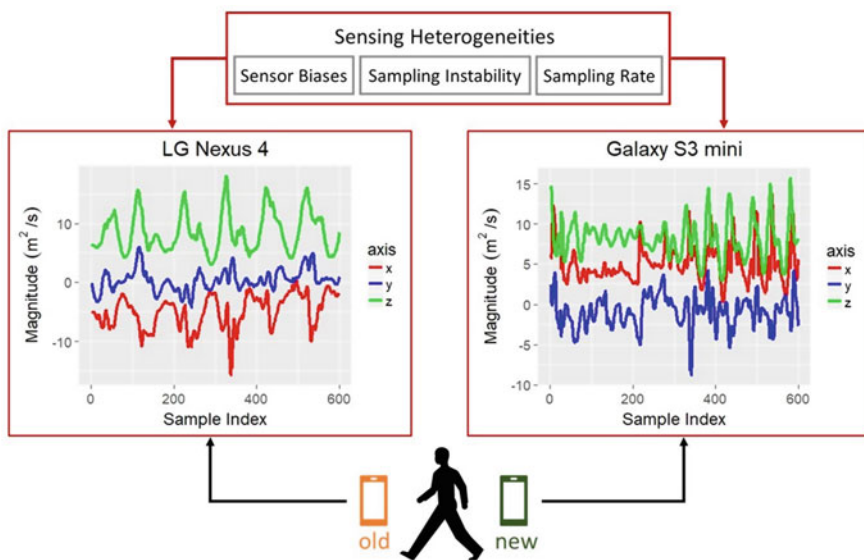 Sensing Heterogeneities
Sensor Biases
Sampling Instability
Sampling Rate
LG Nexus 4
Magnitude (m²/s)
10
0
-10
0
200
400
600
Sample Index
axis
x
y
z
Galaxy S3 mini
Magnitude (m²/s)
15
10
5
0
-5
-10
0
200
400
600
Sample Index
axis
x
y
z
old
new